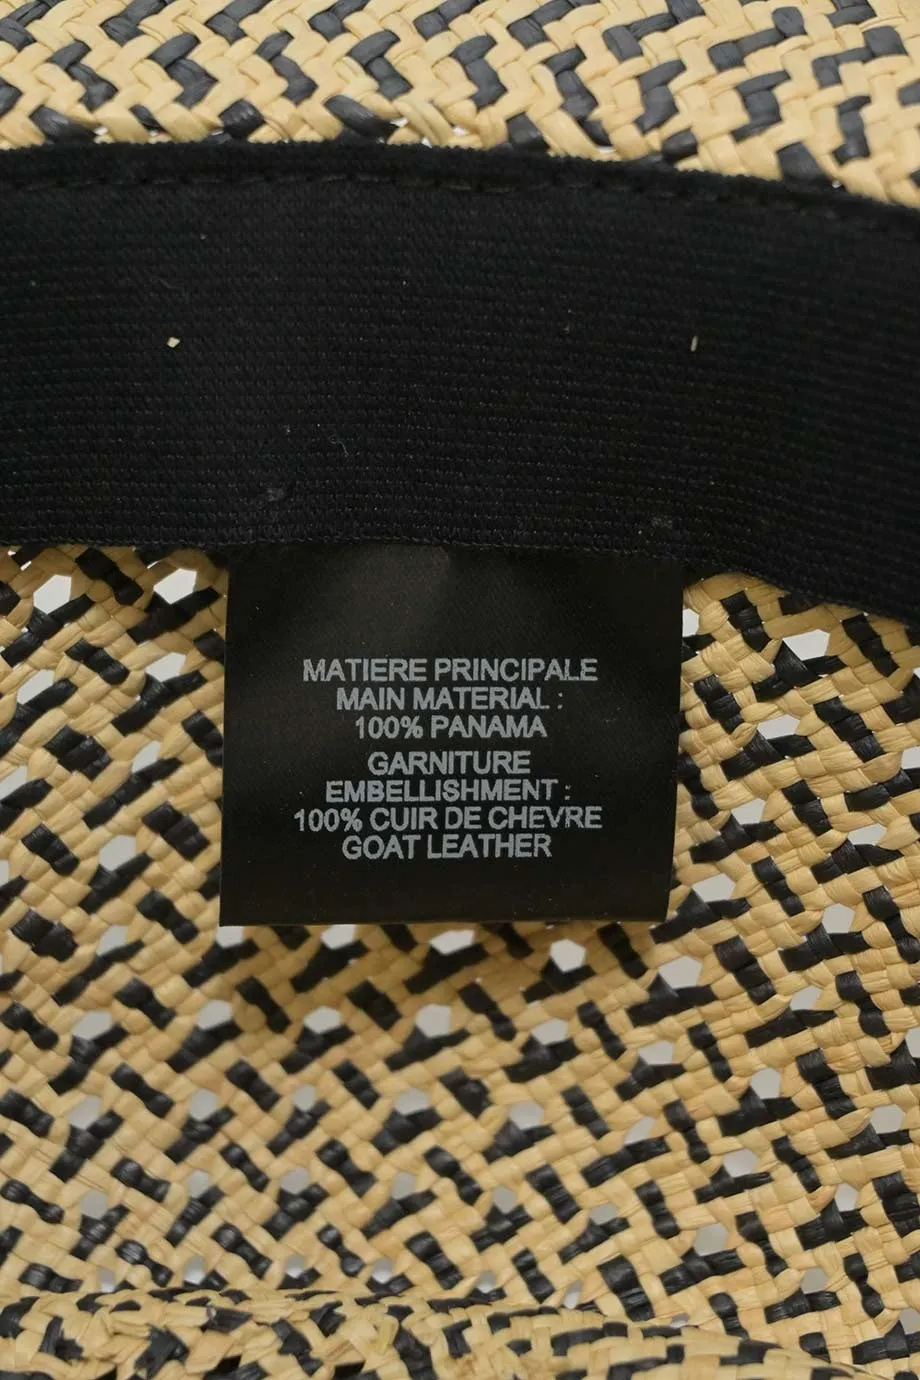 MATIERE PRINCIPALE
MAIN MATERIAL :
100% PANAMA
GARNITURE
EMBELLISHMENT :
100% CUIR DE CHEVRE
GOAT LEATHER